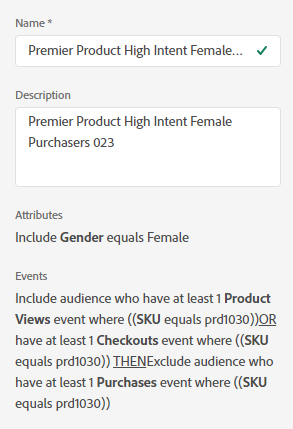 Name *
Premier Product High Intent Female...
Description
Premier Product High Intent Female
Purchasers 023
Attributes
Include Gender equals Female
Events
Include audience who have at least 1 Product
Views event where ((SKU equals prd1030))OR
have at least 1 Checkouts event where ((SKU
equals prd1030)) THENExclude audience who
have at least 1 Purchases event where ((SKU
equals prd1030))